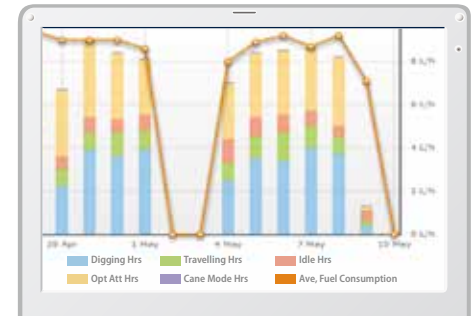 8 L/h
6 L/h
4 L/h
2 L/h
0 L/h
28 Apr 1 May 4 May 7 May 10 May
Digging Hrs Travelling Hrs Idle Hrs
Opt Att Hrs Cane Mode Hrs Ave, Fuel Consumption